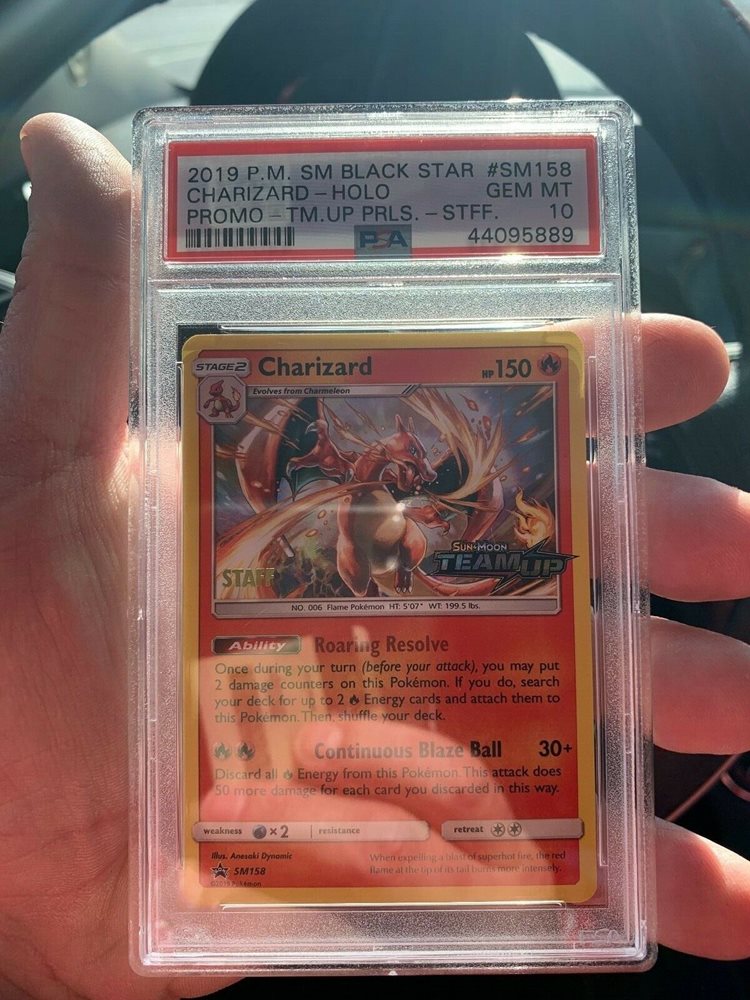 2019 P.M. SM BLACK STAR #SM158
CHARIZARD - HOLO GEM MT
PROMO - TM.UP PRLS. - STFF. 10
PSA 44095889
STAGE2 Charizard HP150
Evolves from Charmeleon
STAFF
SUN & MOON
TEAM UP
NO. 006 Flame Pokémon HT: 5'07" WT: 199.5 lbs.
Ability Roaring Resolve
Once during your turn (before your attack), you may put
2 damage counters on this Pokémon. If you do, search
your deck for up to 2 Energy cards and attach them to
this Pokémon. Then, shuffle your deck.
Continuous Blaze Ball 30+
Discard all Energy from this Pokémon. This attack does
50 more damage for each card you discarded in this way.
weakness ×2 resistance retreat
Illus. Anesaki Dynamic
SM158
©2019 Pokémon
When expelling a blast of superhot fire, the red
flame at the tip of its tail burns more intensely.